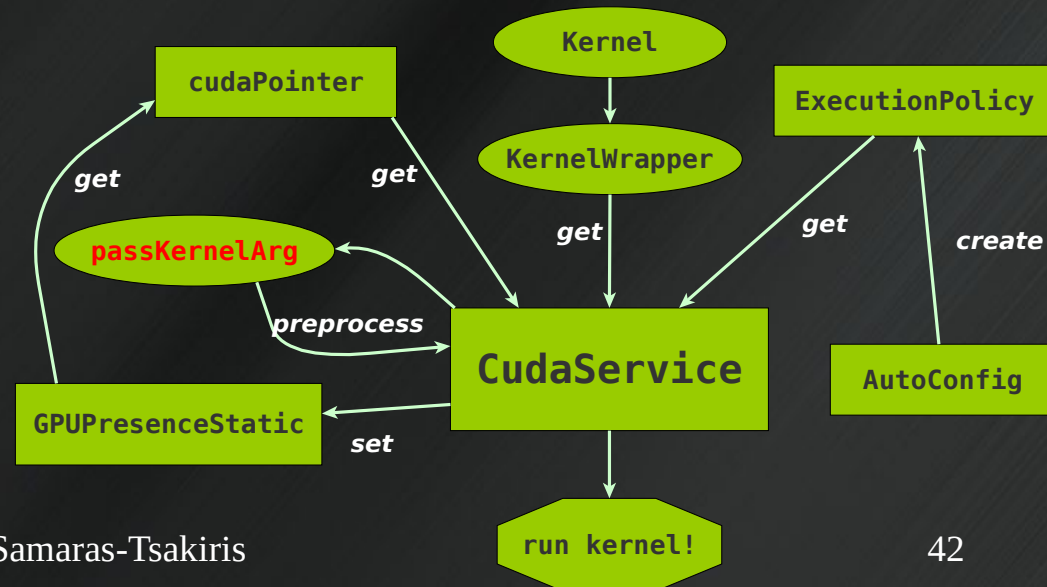 Kernel
cudaPointer
ExecutionPolicy
KernelWrapper
get
get
get
get
create
passKernelArg
preprocess
CudaService
AutoConfig
GPUPresenceStatic
set
run kernel!
Samaras-Tsakiris
42